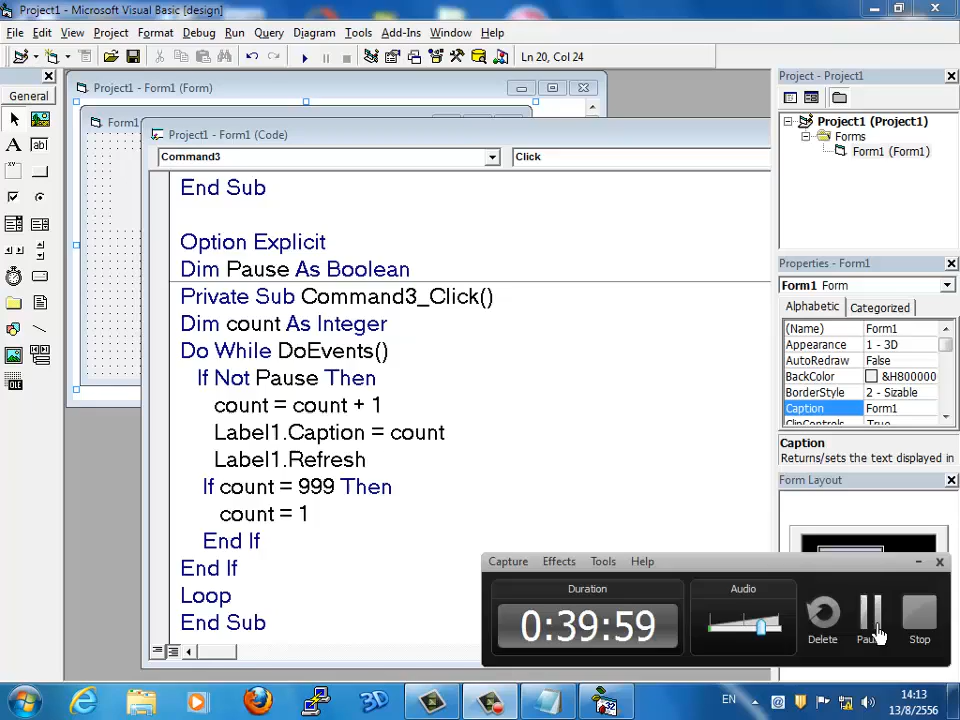 Project1 - Microsoft Visual Basic [design]
File Edit View Project Format Debug Run Query Diagram Tools Add-Ins Window Help
Ln 20, Col 24
General
Project1 - Form1 (Form)
Form1
Project1 - Form1 (Code)
Command3 Click
End Sub
Option Explicit
Dim Pause As Boolean
Private Sub Command3_Click()
Dim count As Integer
Do While DoEvents()
If Not Pause Then
count = count + 1
Label1.Caption = count
Label1.Refresh
If count = 999 Then
count = 1
End If
End If
Loop
End Sub
Project - Project1
Project1 (Project1)
Forms
Form1 (Form1)
Properties - Form1
Form1 Form
Alphabetic Categorized
(Name) Form1
Appearance 1 - 3D
AutoRedraw False
BackColor &H800000
BorderStyle 2 - Sizable
Caption Form1
ClipControls True
Caption
Returns/sets the text displayed in
Form Layout
Capture Effects Tools Help
Duration
0:39:59
Audio
Delete
Stop
EN
14:13
13/8/2556
3D
32
OLE